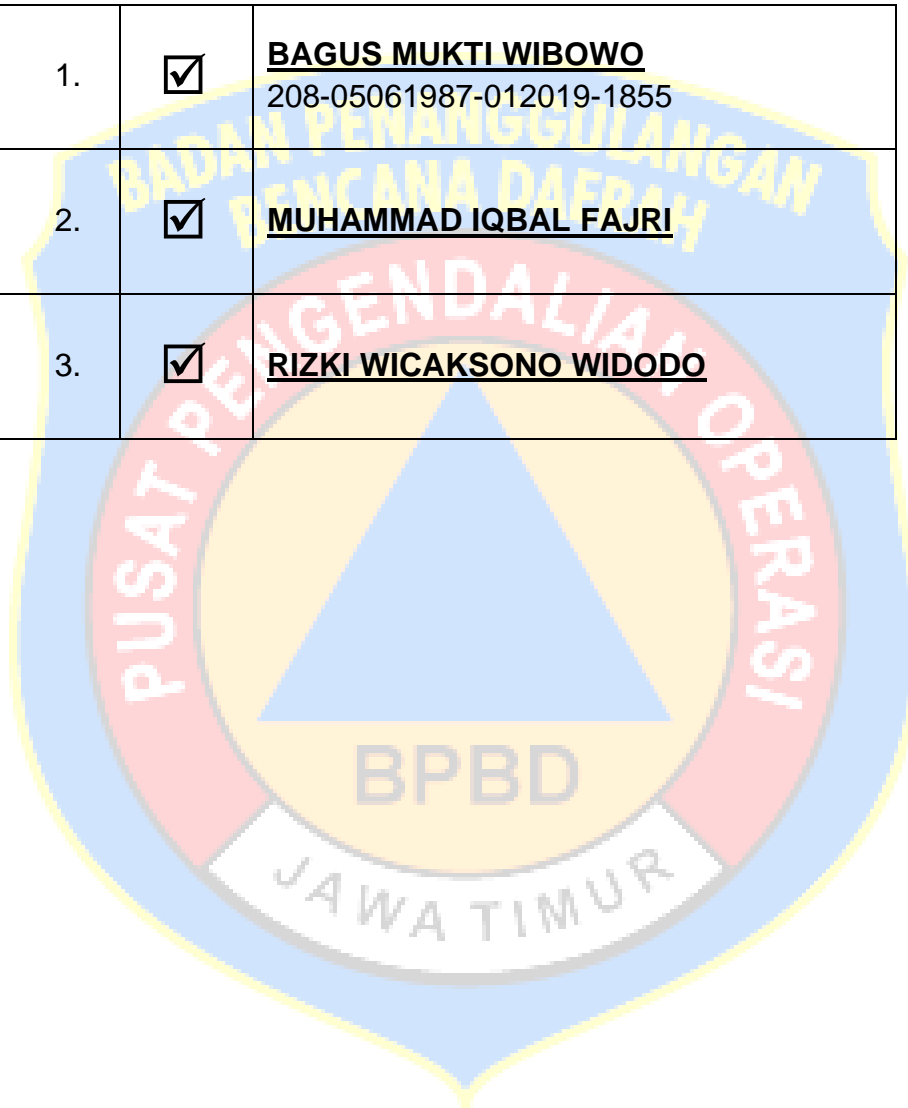 1. ☑ BAGUS MUKTI WIBOWO
208-05061987-012019-1855
2. ☑ MUHAMMAD IQBAL FAJRI
3. ☑ RIZKI WICAKSONO WIDODO
BADAN PENANGGULANGAN
BENCANA DAERAH
PUSAT PENGENDALIAN OPERASI
BPBD
JAWA TIMUR